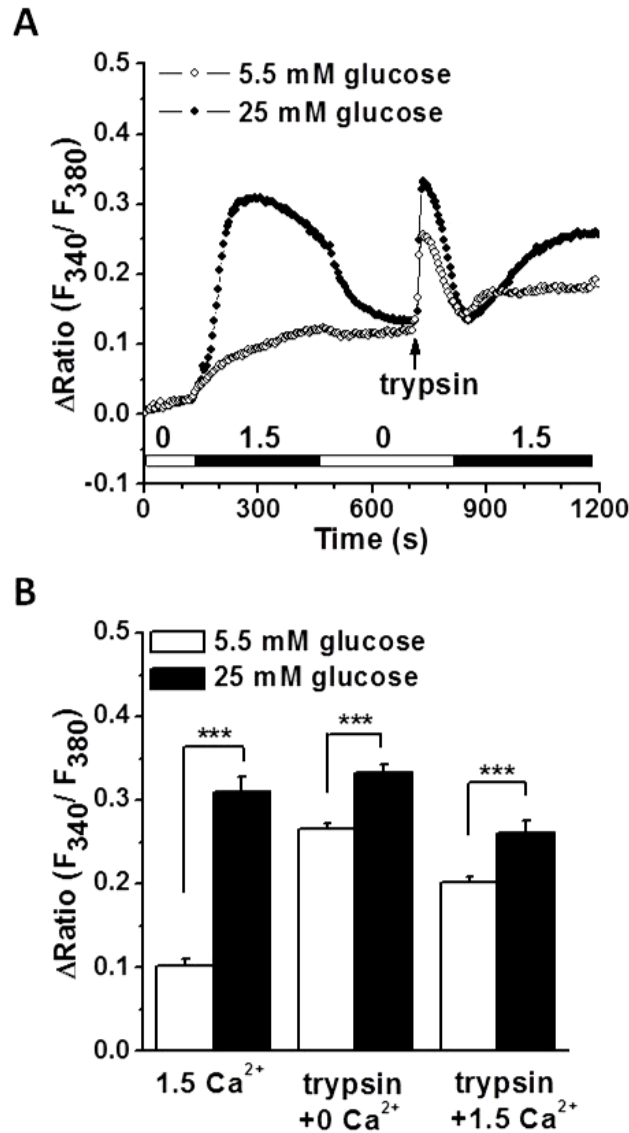 A
0.5
0.4
0.3
0.2
0.1
0.0
-0.1
ΔRatio (F340/ F380)
5.5 mM glucose
25 mM glucose
trypsin
0 1.5 0 1.5
0 300 600 900 1200
Time (s)
B
0.5
0.4
0.3
0.2
0.1
0.0
ΔRatio (F340/ F380)
5.5 mM glucose
25 mM glucose
*** *** ***
1.5 Ca2+
trypsin
+0 Ca2+
trypsin
+1.5 Ca2+